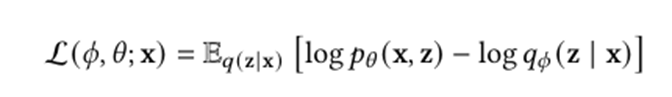 ℒ(ϕ, θ; x) = 𝔼_{q(z|x)} [log p_θ(x, z) − log q_ϕ(z | x)]